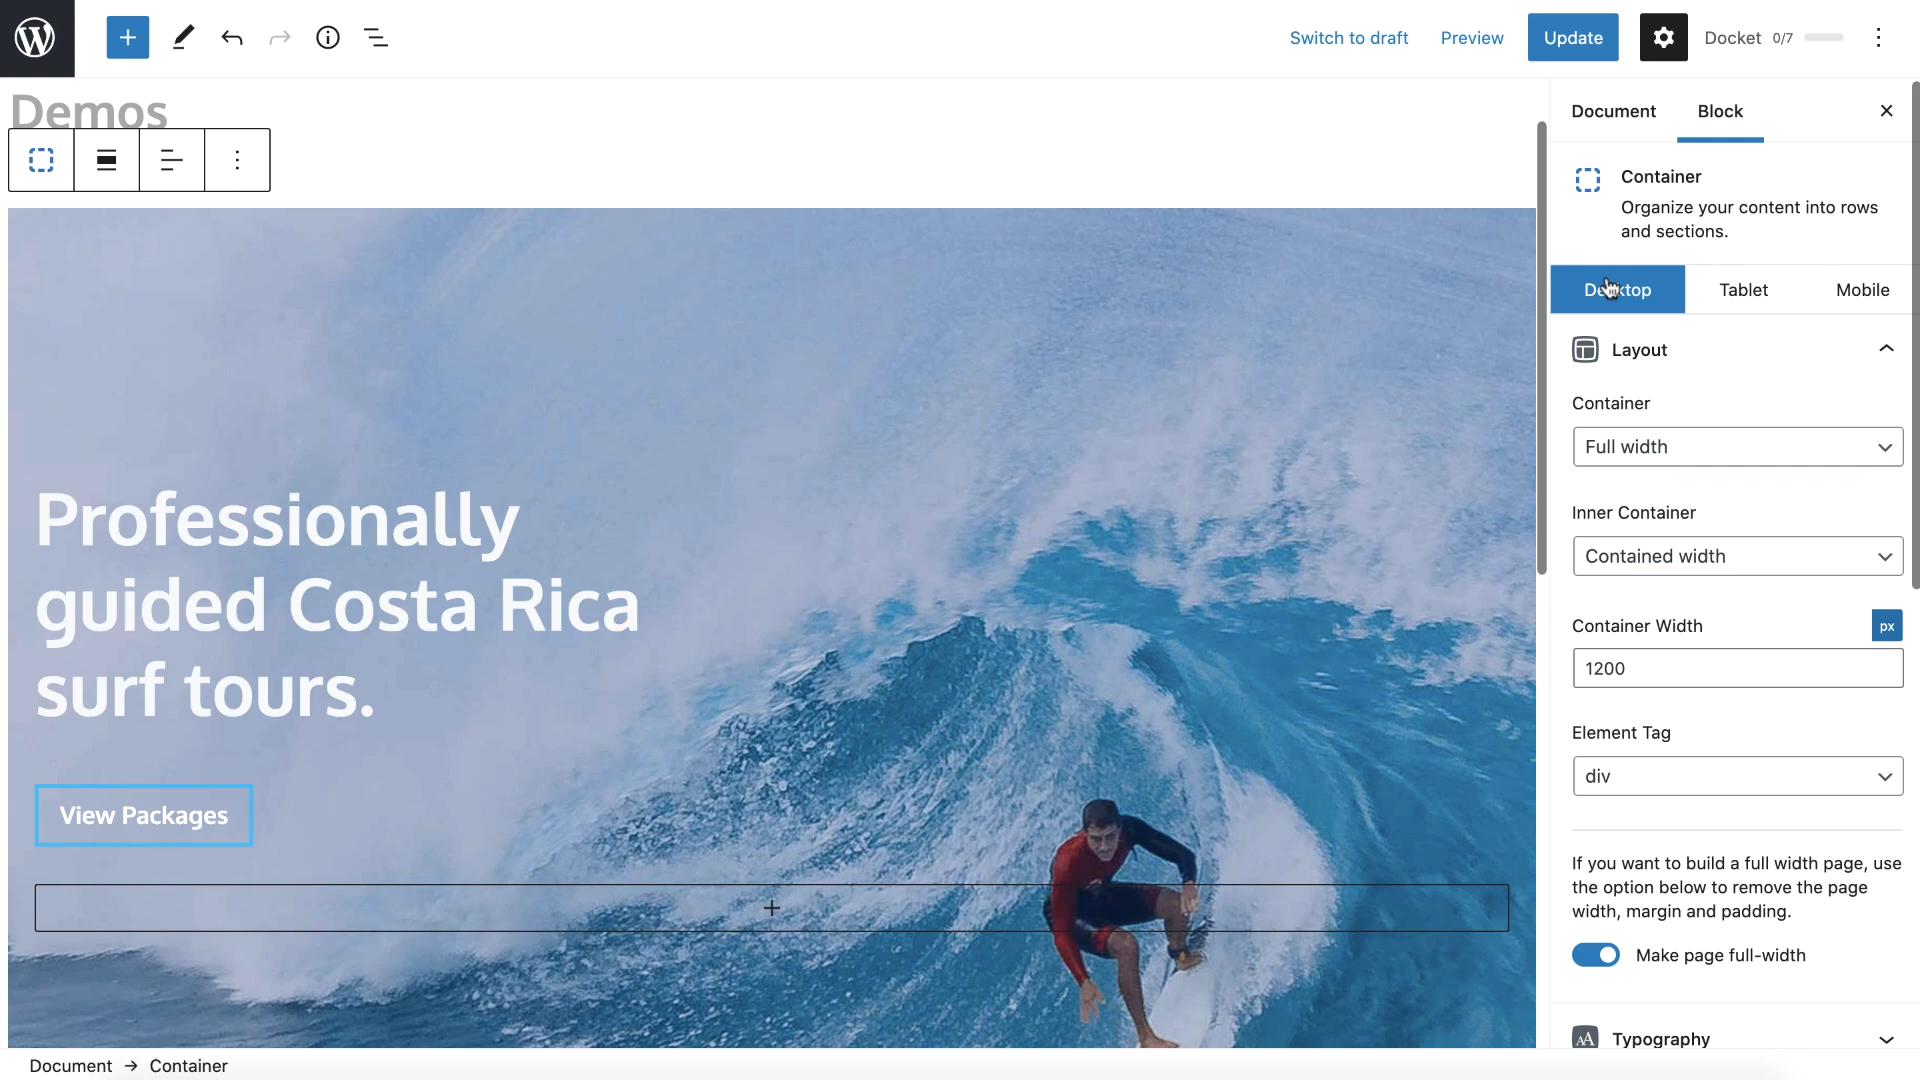 Switch to draft Preview Update Docket 0/7
Demos
Document Block
Container
Organize your content into rows
and sections.
Desktop Tablet Mobile
Layout
Container
Full width
Inner Container
Contained width
Container Width px
1200
Element Tag
div
If you want to build a full width page, use
the option below to remove the page
width, margin and padding.
Make page full-width
Typography
Professionally
guided Costa Rica
surf tours.
View Packages
Document → Container